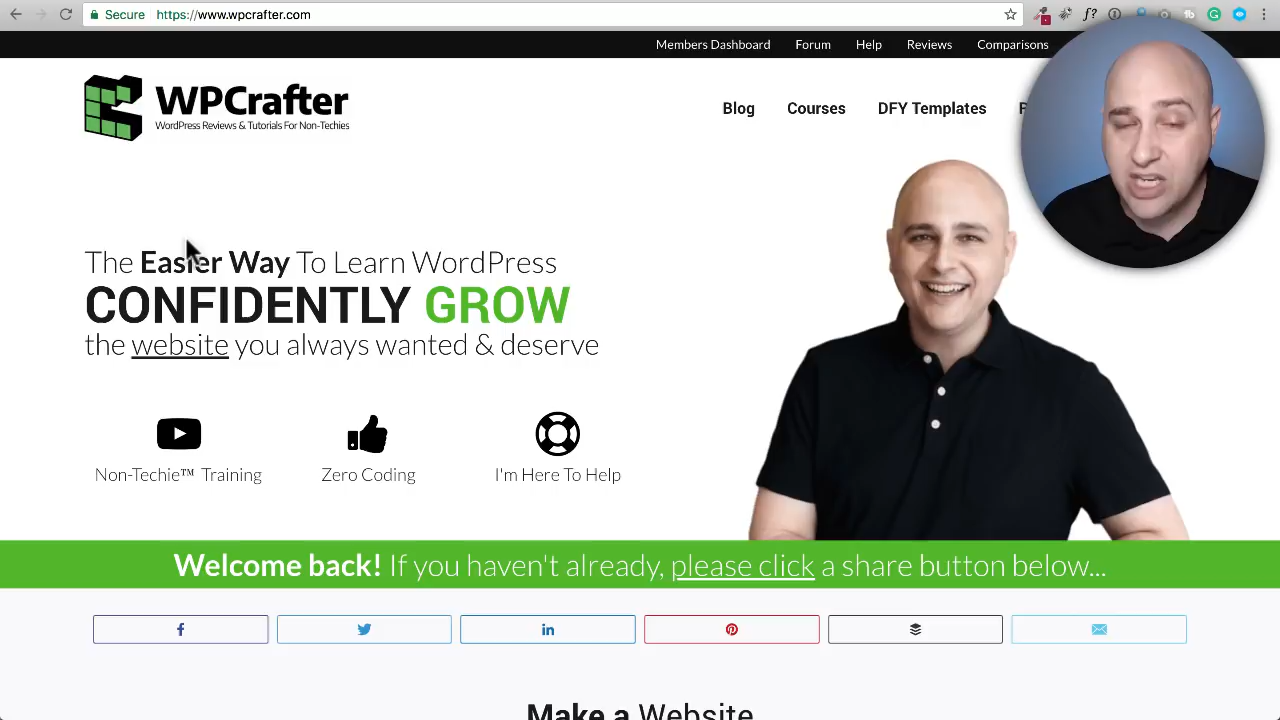 Secure https://www.wpcrafter.com
Members Dashboard Forum Help Reviews Comparisons
WPCrafter
WordPress Reviews & Tutorials For Non-Techies
Blog Courses DFY Templates
The Easier Way To Learn WordPress
CONFIDENTLY GROW
the website you always wanted & deserve
Non-Techie™ Training Zero Coding I'm Here To Help
Welcome back! If you haven't already, please click a share button below...
Make a Website